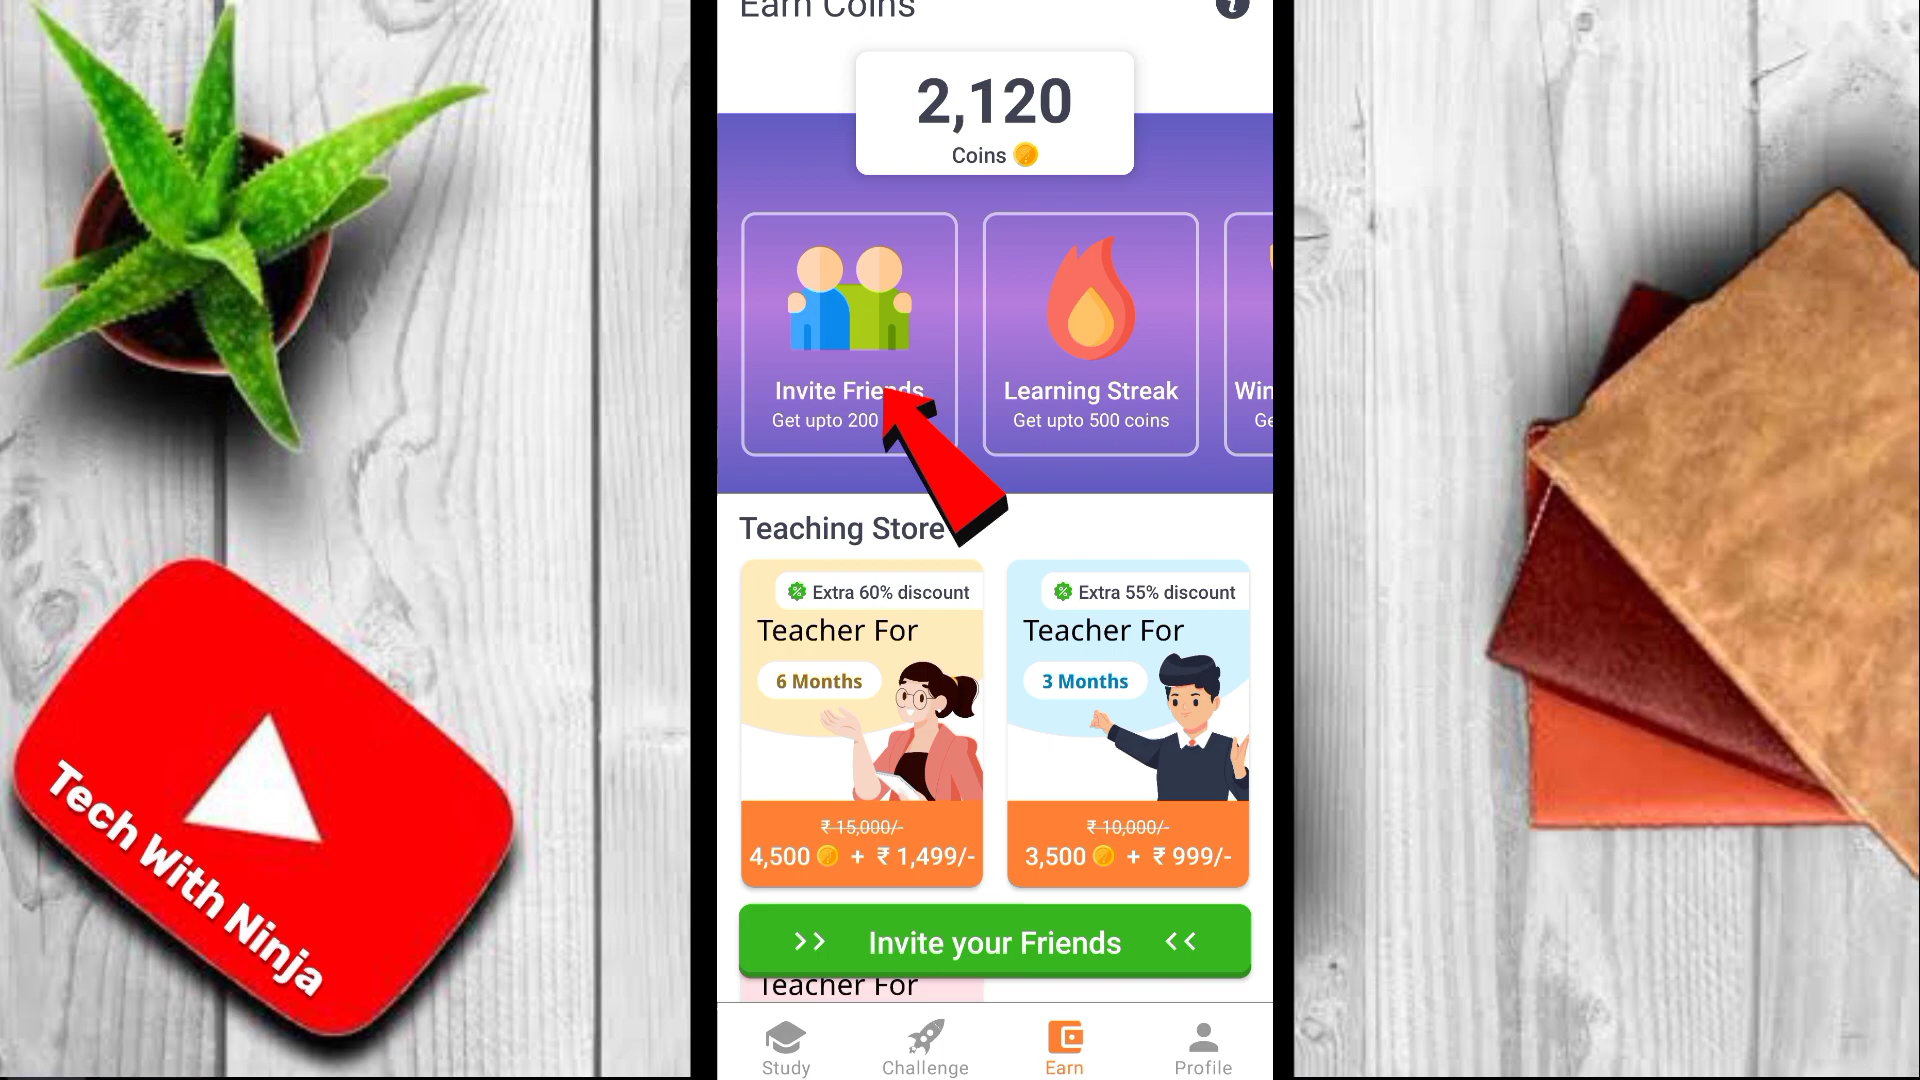 Earn Coins
2,120
Coins
Invite Friends
Get upto 200
Learning Streak
Get upto 500 coins
Win
Ge
Teaching Store
Extra 60% discount
Teacher For
6 Months
₹ 15,000/-
4,500 + ₹ 1,499/-
Extra 55% discount
Teacher For
3 Months
₹ 10,000/-
3,500 + ₹ 999/-
>> Invite your Friends <<
Teacher For
Study
Challenge
Earn
Profile
Tech With Ninja